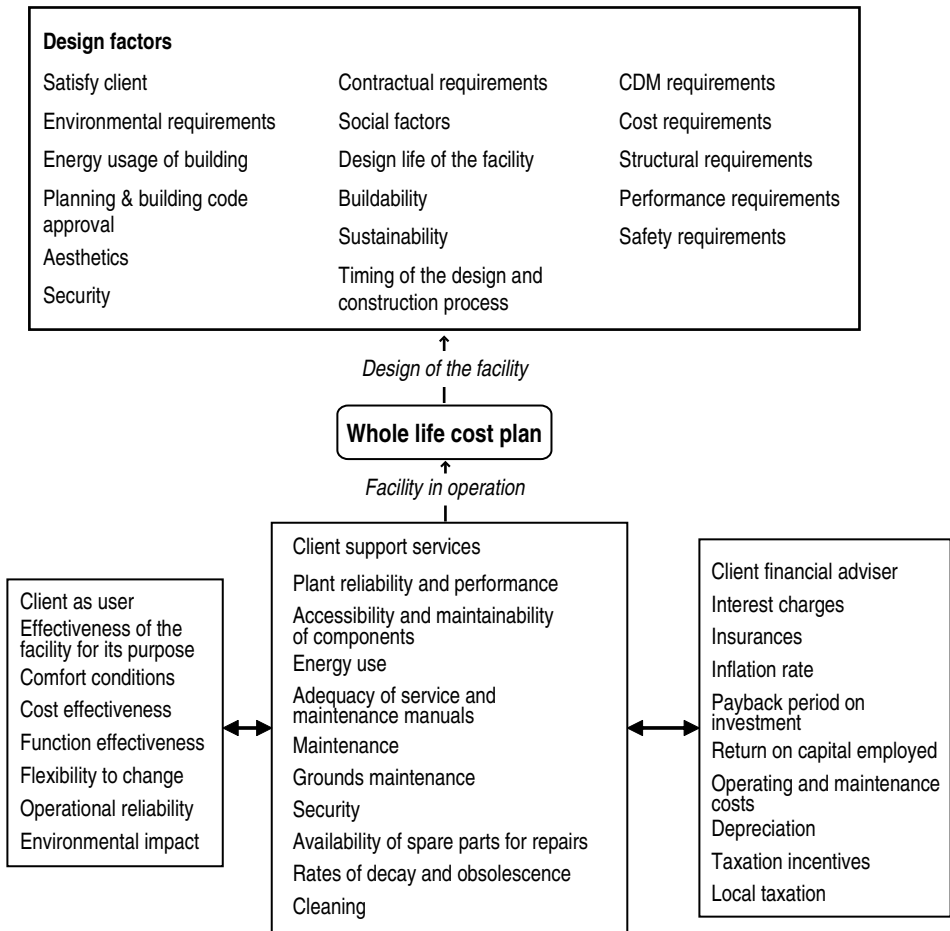 Design factors
Satisfy client
Environmental requirements
Energy usage of building
Planning & building code
approval
Aesthetics
Security
Contractual requirements
Social factors
Design life of the facility
Buildability
Sustainability
Timing of the design and
construction process
CDM requirements
Cost requirements
Structural requirements
Performance requirements
Safety requirements
Design of the facility
Whole life cost plan
Facility in operation
Client as user
Effectiveness of the
facility for its purpose
Comfort conditions
Cost effectiveness
Function effectiveness
Flexibility to change
Operational reliability
Environmental impact
Client support services
Plant reliability and performance
Accessibility and maintainability
of components
Energy use
Adequacy of service and
maintenance manuals
Maintenance
Grounds maintenance
Security
Availability of spare parts for repairs
Rates of decay and obsolescence
Cleaning
Client financial adviser
Interest charges
Insurances
Inflation rate
Payback period on
investment
Return on capital employed
Operating and maintenance
costs
Depreciation
Taxation incentives
Local taxation